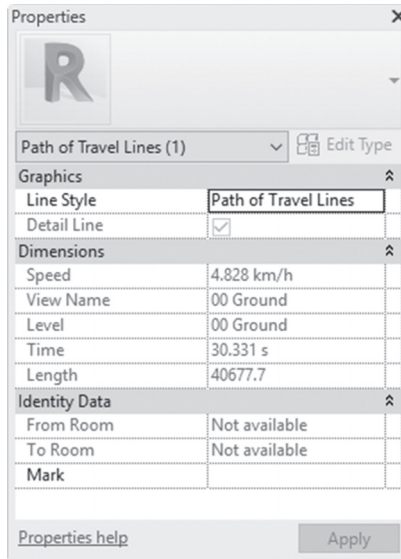 Properties
Path of Travel Lines (1)
Edit Type
Graphics
Line Style Path of Travel Lines
Detail Line
Dimensions
Speed 4.828 km/h
View Name 00 Ground
Level 00 Ground
Time 30.331 s
Length 40677.7
Identity Data
From Room Not available
To Room Not available
Mark
Properties help Apply